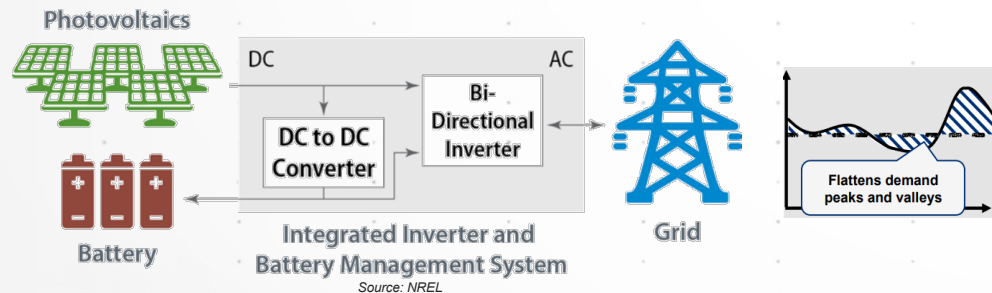 Photovoltaics
DC
AC
Bi-
Directional
Inverter
DC to DC
Converter
Flattens demand
peaks and valleys
Battery
Integrated Inverter and
Battery Management System
Grid
Source: NREL